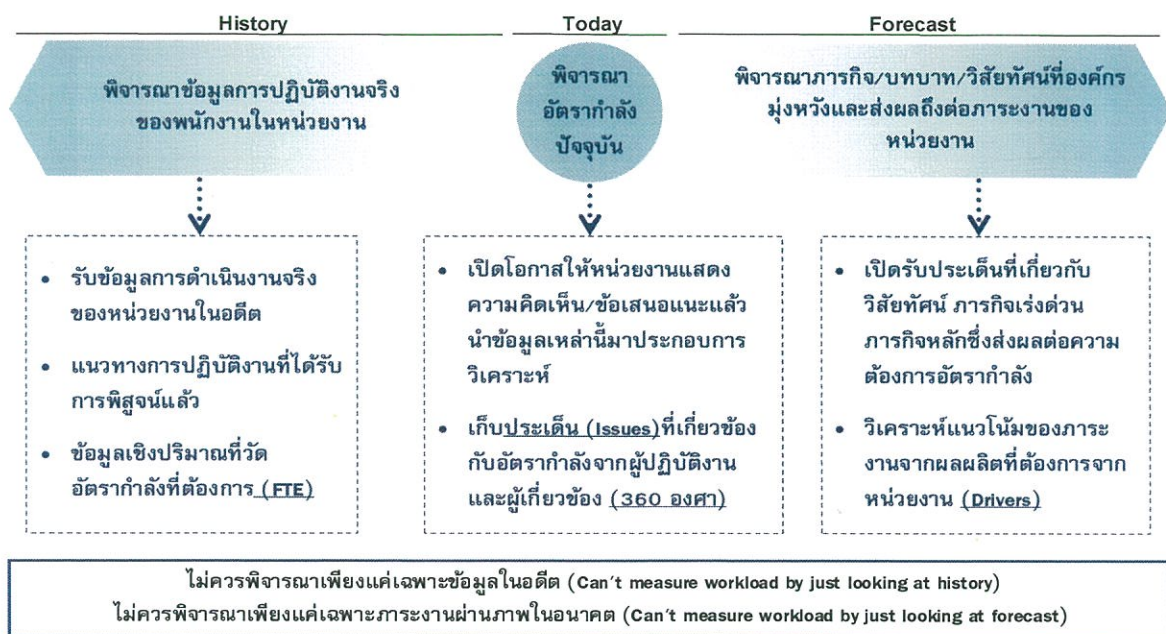 History
Today
Forecast
พิจารณาข้อมูลการปฏิบัติงานจริง
ของพนักงานในหน่วยงาน
พิจารณา
อัตรากำลัง
ปัจจุบัน
พิจารณาภารกิจ/บทบาท/วิสัยทัศน์ที่องค์กร
มุ่งหวังและส่งผลถึงต่อภาระงานของ
หน่วยงาน
• รับข้อมูลการดำเนินงานจริง
ของหน่วยงานในอดีต
• แนวทางการปฏิบัติงานที่ได้รับ
การพิสูจน์แล้ว
• ข้อมูลเชิงปริมาณที่วัด
อัตรากำลังที่ต้องการ (FTE)
• เปิดโอกาสให้หน่วยงานแสดง
ความคิดเห็น/ข้อเสนอแนะแล้ว
นำข้อมูลเหล่านี้มาประกอบการ
วิเคราะห์
• เก็บประเด็น (Issues)ที่เกี่ยวข้อง
กับอัตรากำลังจากผู้ปฏิบัติงาน
และผู้เกี่ยวข้อง (360 องศา)
• เปิดรับประเด็นที่เกี่ยวกับ
วิสัยทัศน์ ภารกิจเร่งด่วน
ภารกิจหลักซึ่งส่งผลต่อความ
ต้องการอัตรากำลัง
• วิเคราะห์แนวโน้มของภาระ
งานจากผลผลิตที่ต้องการจาก
หน่วยงาน (Drivers)
ไม่ควรพิจารณาเพียงแค่เฉพาะข้อมูลในอดีต (Can't measure workload by just looking at history)
ไม่ควรพิจารณาเพียงแค่เฉพาะภาระงานผ่านภาพในอนาคต (Can't measure workload by just looking at forecast)